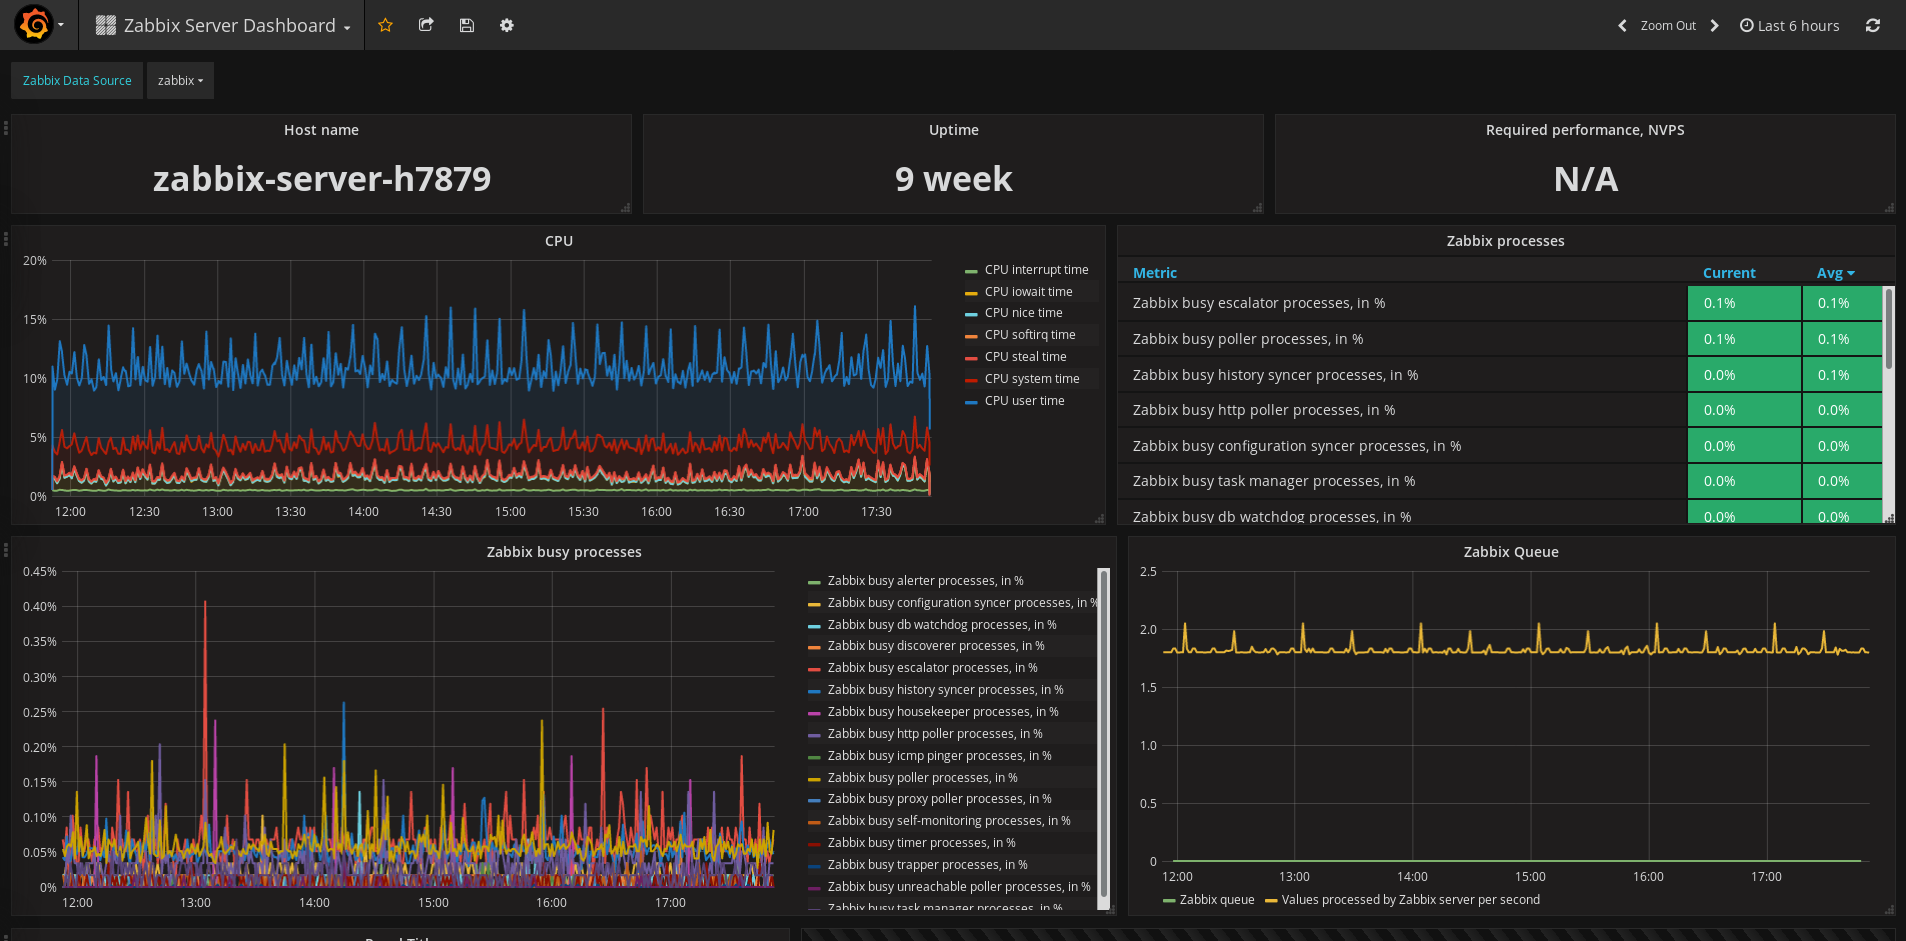 Zabbix Server Dashboard
Zoom Out
Last 6 hours
Zabbix Data Source
zabbix
Host name
zabbix-server-h7879
Uptime
9 week
Required performance, NVPS
N/A
CPU
20%
15%
10%
5%
0%
12:00 12:30 13:00 13:30 14:00 14:30 15:00 15:30 16:00 16:30 17:00 17:30
CPU interrupt time
CPU iowait time
CPU nice time
CPU softirq time
CPU steal time
CPU system time
CPU user time
Zabbix processes
Metric Current Avg
Zabbix busy escalator processes, in % 0.1% 0.1%
Zabbix busy poller processes, in % 0.1% 0.1%
Zabbix busy history syncer processes, in % 0.0% 0.1%
Zabbix busy http poller processes, in % 0.0% 0.0%
Zabbix busy configuration syncer processes, in % 0.0% 0.0%
Zabbix busy task manager processes, in % 0.0% 0.0%
Zabbix busy db watchdog processes, in % 0.0% 0.0%
Zabbix busy processes
0.45%
0.40%
0.35%
0.30%
0.25%
0.20%
0.15%
0.10%
0.05%
0%
12:00 13:00 14:00 15:00 16:00 17:00
Zabbix busy alerter processes, in %
Zabbix busy configuration syncer processes, in %
Zabbix busy db watchdog processes, in %
Zabbix busy discoverer processes, in %
Zabbix busy escalator processes, in %
Zabbix busy history syncer processes, in %
Zabbix busy housekeeper processes, in %
Zabbix busy http poller processes, in %
Zabbix busy icmp pinger processes, in %
Zabbix busy poller processes, in %
Zabbix busy proxy poller processes, in %
Zabbix busy self-monitoring processes, in %
Zabbix busy timer processes, in %
Zabbix busy trapper processes, in %
Zabbix busy unreachable poller processes, in %
Zabbix busy task manager processes, in %
Zabbix Queue
2.5
2.0
1.5
1.0
0.5
0
12:00 13:00 14:00 15:00 16:00 17:00
Zabbix queue Values processed by Zabbix server per second